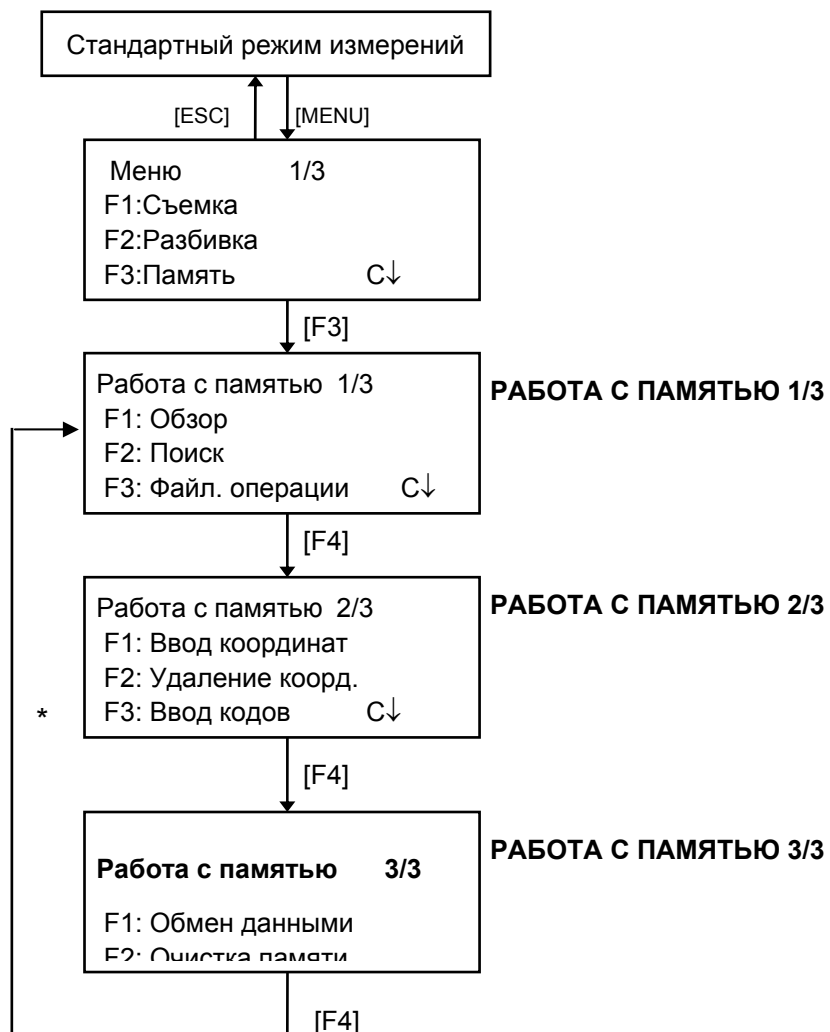 Стандартный режим измерений
[ESC] [MENU]
Меню 1/3
F1:Съемка
F2:Разбивка
F3:Память С↓
[F3]
Работа с памятью 1/3 РАБОТА С ПАМЯТЬЮ 1/3
F1: Обзор
F2: Поиск
F3: Файл. операции С↓
[F4]
Работа с памятью 2/3 РАБОТА С ПАМЯТЬЮ 2/3
F1: Ввод координат
F2: Удаление коорд.
* F3: Ввод кодов С↓
[F4]
Работа с памятью 3/3 РАБОТА С ПАМЯТЬЮ 3/3
F1: Обмен данными
F2: Очистка памяти
[F4]